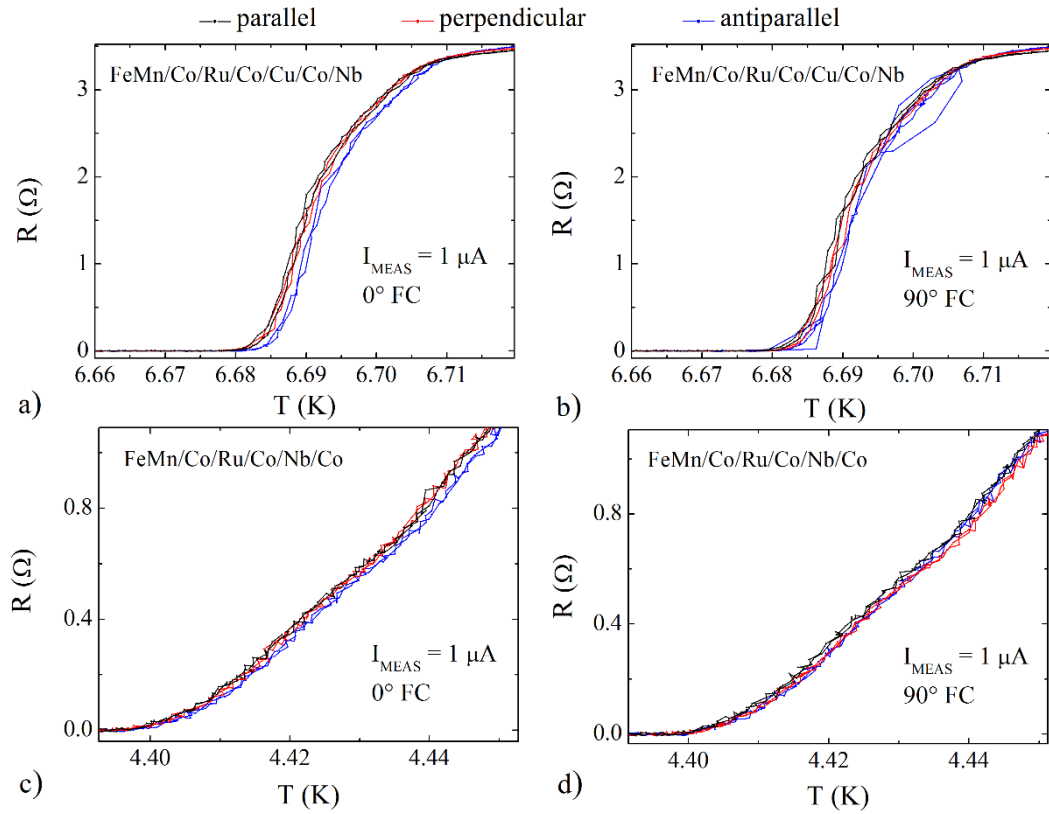 parallel perpendicular antiparallel
FeMn/Co/Ru/Co/Cu/Co/Nb
3
2
1
0
R (Ω)
I_MEAS = 1 μA
0° FC
6.66 6.67 6.68 6.69 6.70 6.71
a)
T (K)
FeMn/Co/Ru/Co/Cu/Co/Nb
3
2
1
0
R (Ω)
I_MEAS = 1 μA
90° FC
6.66 6.67 6.68 6.69 6.70 6.71
b)
T (K)
FeMn/Co/Ru/Co/Nb/Co
0.8
0.4
0.0
R (Ω)
I_MEAS = 1 μA
0° FC
4.40 4.42 4.44
c)
T (K)
FeMn/Co/Ru/Co/Nb/Co
0.8
0.4
0.0
R (Ω)
I_MEAS = 1 μA
90° FC
4.40 4.42 4.44
d)
T (K)